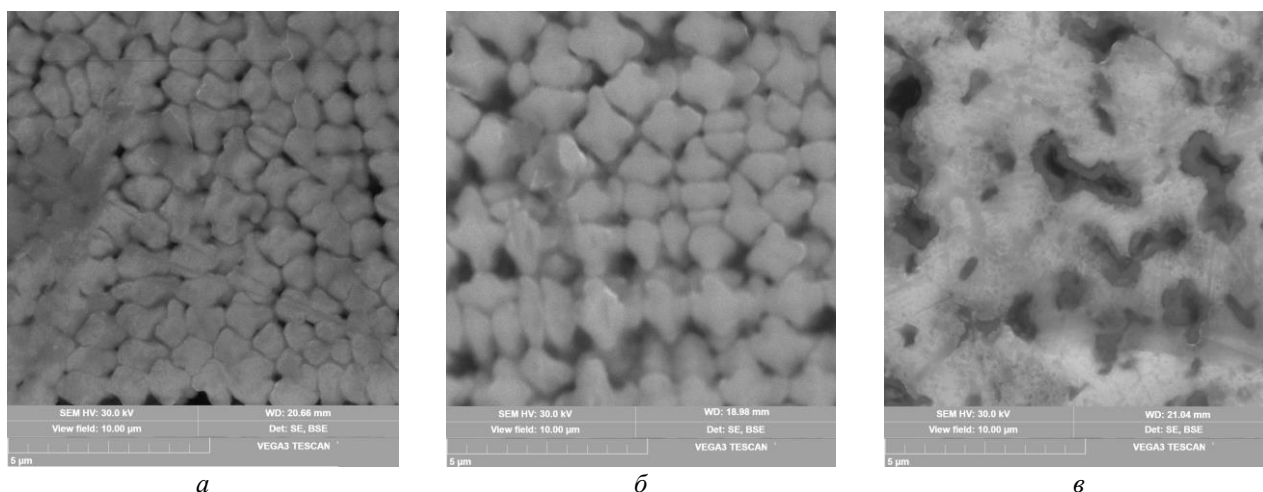 SEM HV: 30.0 kV WD: 20.66 mm
View field: 10.00 µm Det: SE, BSE
VEGA3 TESCAN
5 µm
а
SEM HV: 30.0 kV WD: 18.98 mm
View field: 10.00 µm Det: SE, BSE
VEGA3 TESCAN
5 µm
б
SEM HV: 30.0 kV WD: 21.04 mm
View field: 10.00 µm Det: SE, BSE
VEGA3 TESCAN
5 µm
в